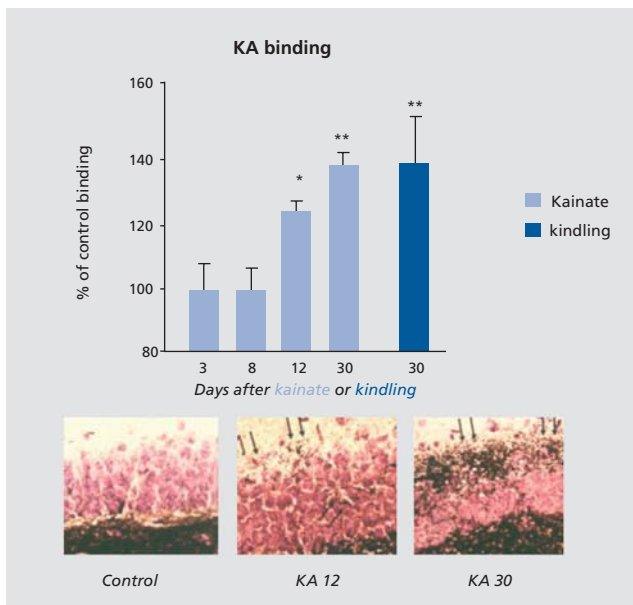 KA binding
160
140
120
100
80
% of control binding
*
**
**
3 8 12 30 30
Days after kainate or kindling
Kainate
kindling
Control KA 12 KA 30